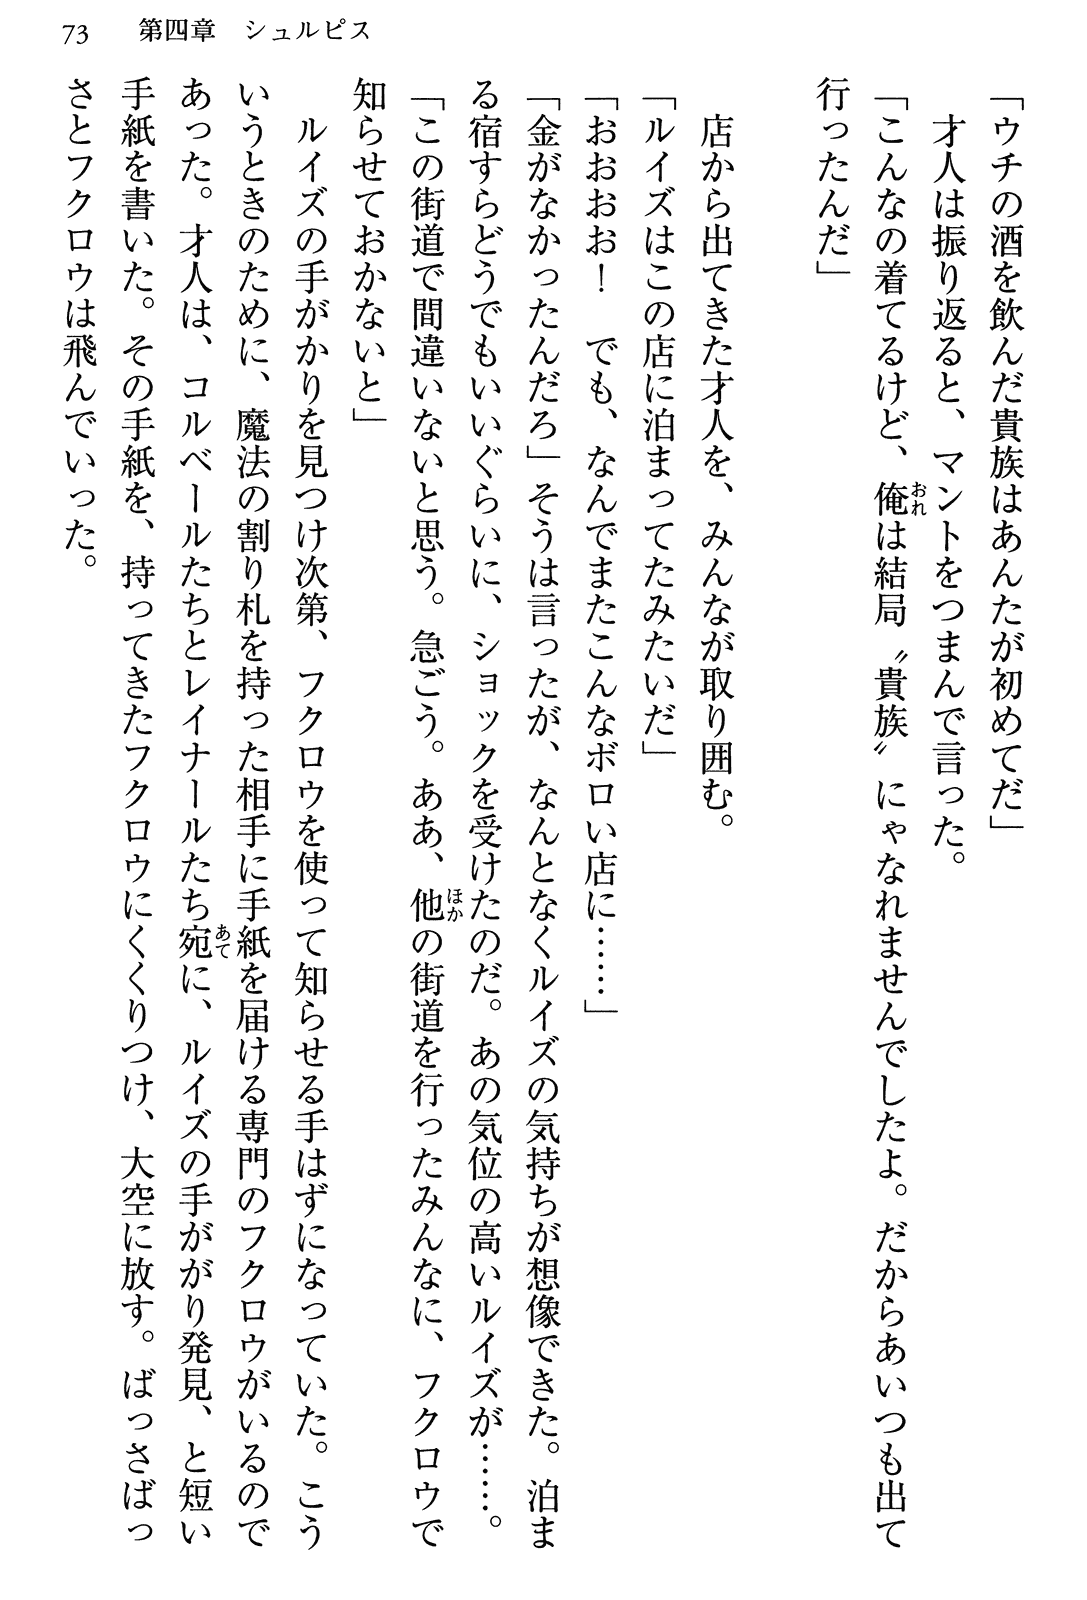 73　第四章　シュルピス
「ウチの酒を飲んだ貴族はあんたが初めてだ」
　才人は振り返ると、マントをつまんで言った。
「こんなの着てるけど、俺は結局〝貴族〟にゃなれませんでしたよ。だからあいつも出て
行ったんだ」
　店から出てきた才人を、みんなが取り囲む。
「ルイズはこの店に泊まってたみたいだ」
「おおおお！　でも、なんでまたこんなボロい店に……」
「金がなかったんだろ」そうは言ったが、なんとなくルイズの気持ちが想像できた。泊ま
る宿すらどうでもいいぐらいに、ショックを受けたのだ。あの気位の高いルイズが……。
「この街道で間違いないと思う。急ごう。ああ、他の街道を行ったみんなに、フクロウで
知らせておかないと」
　ルイズの手がかりを見つけ次第、フクロウを使って知らせる手はずになっていた。こう
いうときのために、魔法の割り札を持った相手に手紙を届ける専門のフクロウがいるので
あった。才人は、コルベールたちとレイナールたち宛に、ルイズの手ががり発見、と短い
手紙を書いた。その手紙を、持ってきたフクロウにくくりつけ、大空に放す。ばっさばっ
さとフクロウは飛んでいった。